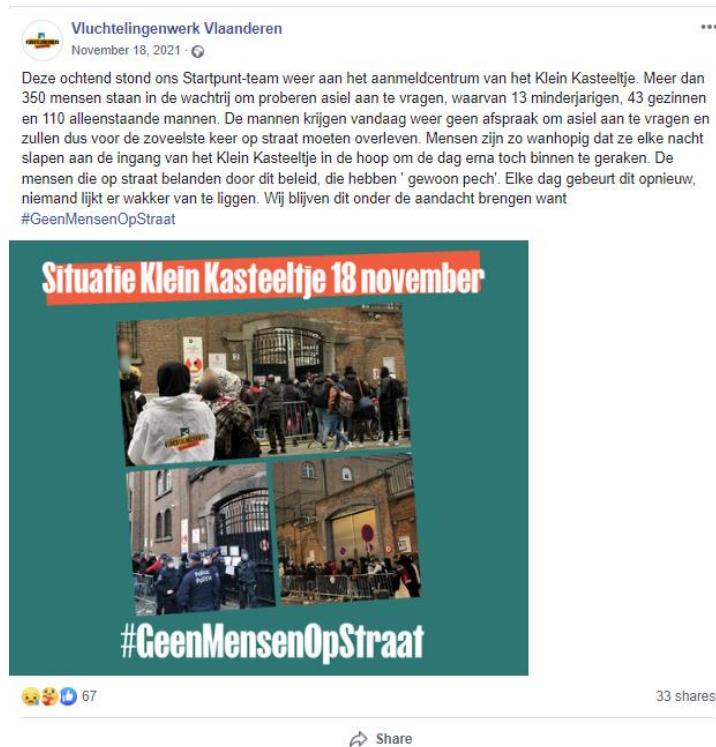 Vluchtelingenwerk Vlaanderen
November 18, 2021 ·
Deze ochtend stond ons Startpunt-team weer aan het aanmeldcentrum van het Klein Kasteeltje. Meer dan
350 mensen staan in de wachtrij om proberen asiel aan te vragen, waarvan 13 minderjarigen, 43 gezinnen
en 110 alleenstaande mannen. De mannen krijgen vandaag weer geen afspraak om asiel aan te vragen en
zullen dus voor de zoveelste keer op straat moeten overleven. Mensen zijn zo wanhopig dat ze elke nacht
slapen aan de ingang van het Klein Kasteeltje in de hoop om de dag erna toch binnen te geraken. De
mensen die op straat belanden door dit beleid, die hebben ' gewoon pech'. Elke dag gebeurt dit opnieuw,
niemand lijkt er wakker van te liggen. Wij blijven dit onder de aandacht brengen want
#GeenMensenOpStraat
Situatie Klein Kasteeltje 18 november
VLUCHTELINGENWERK
Police
Politie
#GeenMensenOpStraat
67
33 shares
Share